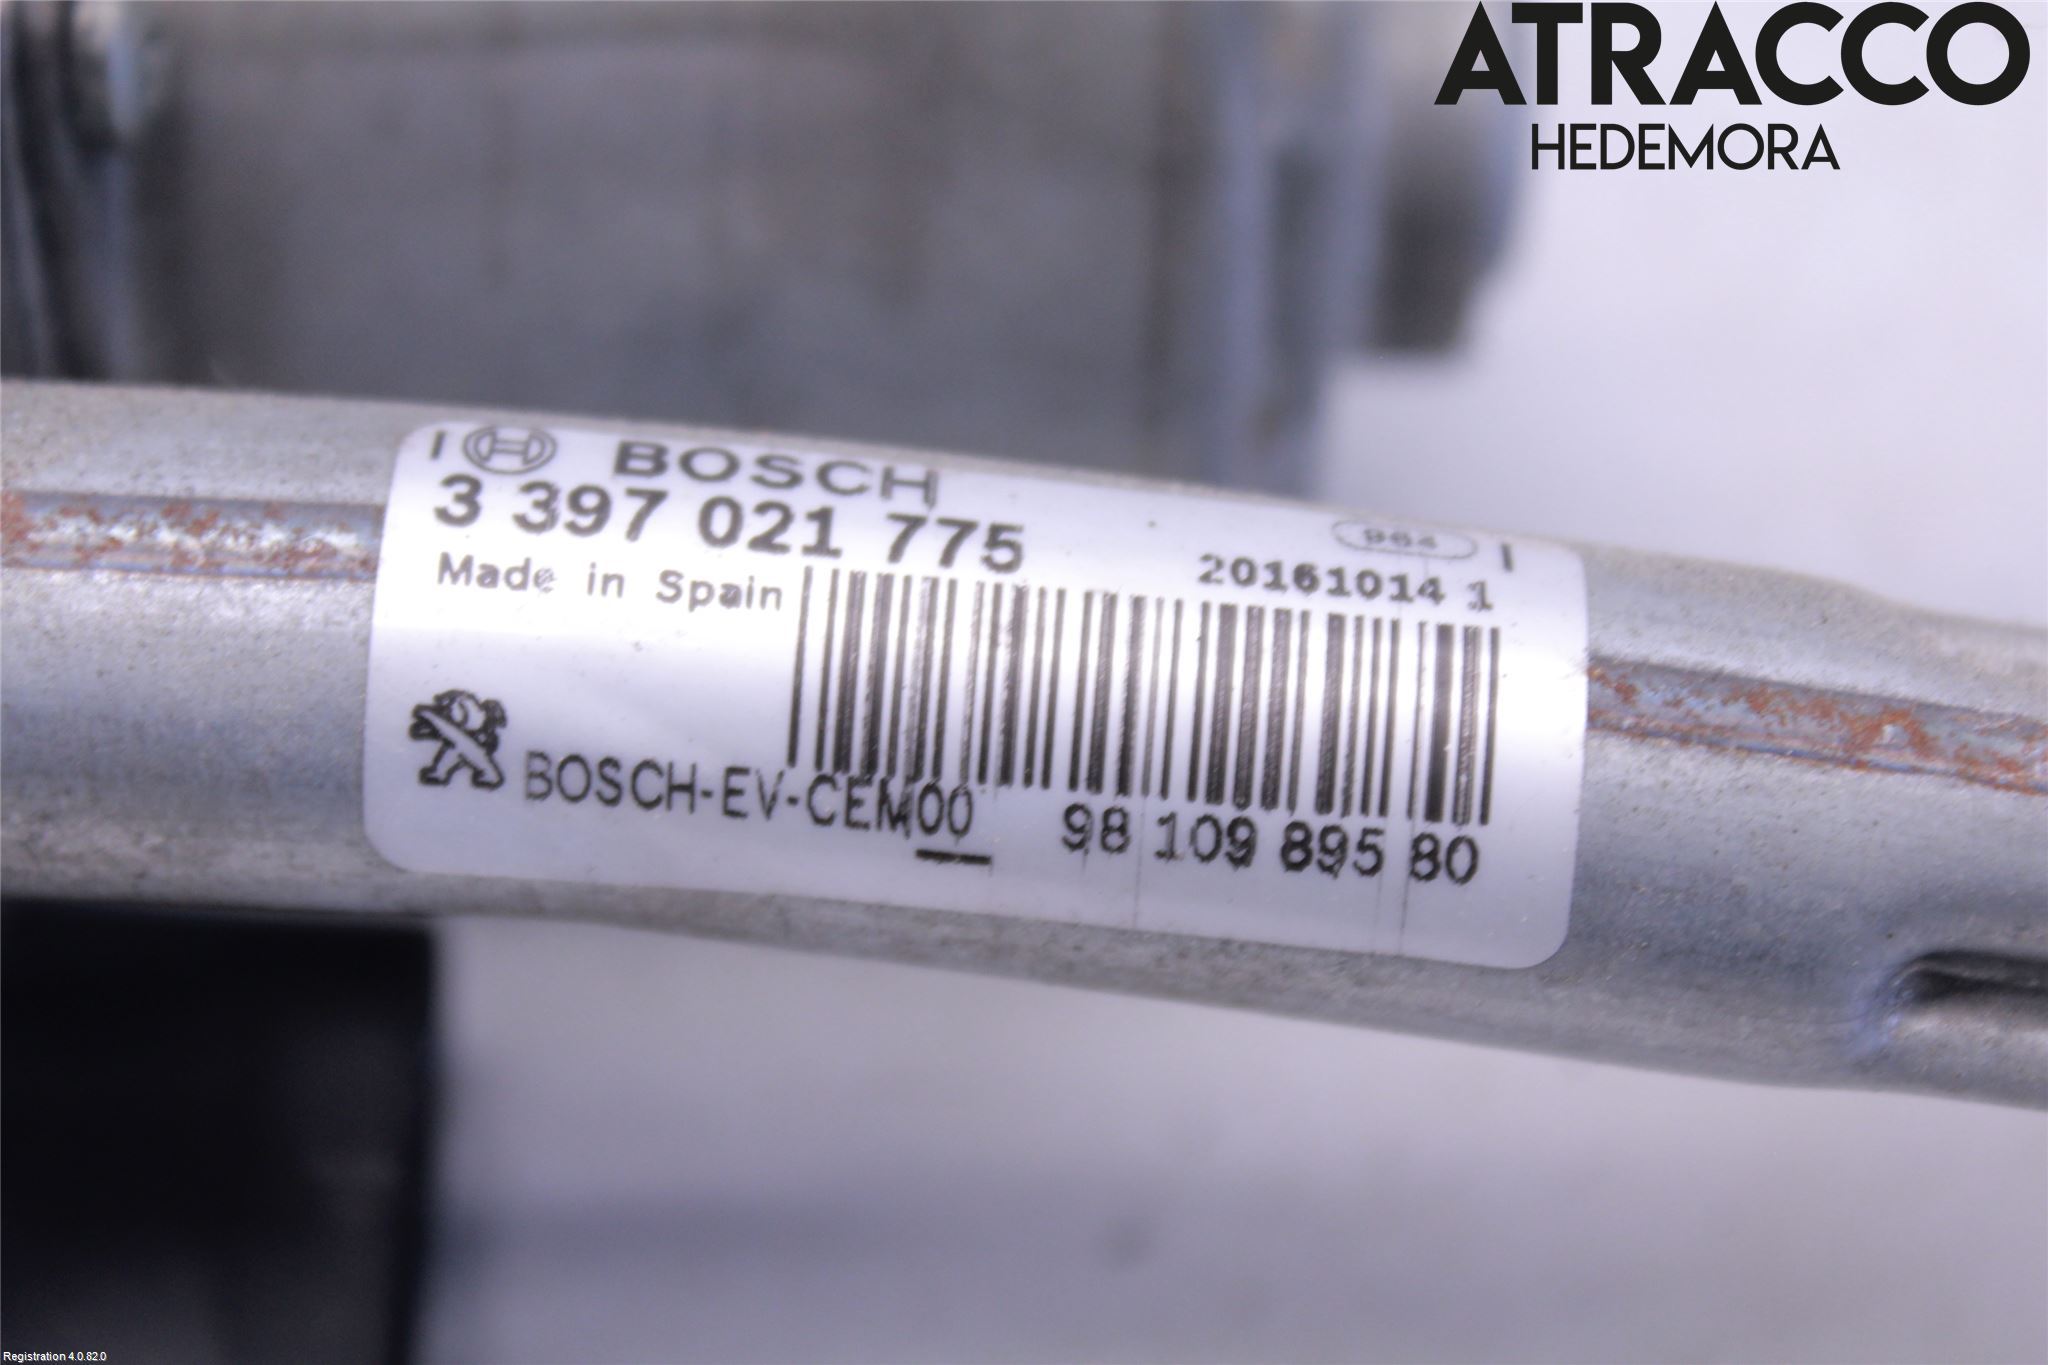 ATRACCO
HEDEMORA
BOSCH
3 397 021 775
20161014 1
Made in Spain
BOSCH-EV-CEM00 98 109 895 80
Registration 4.0.82.0